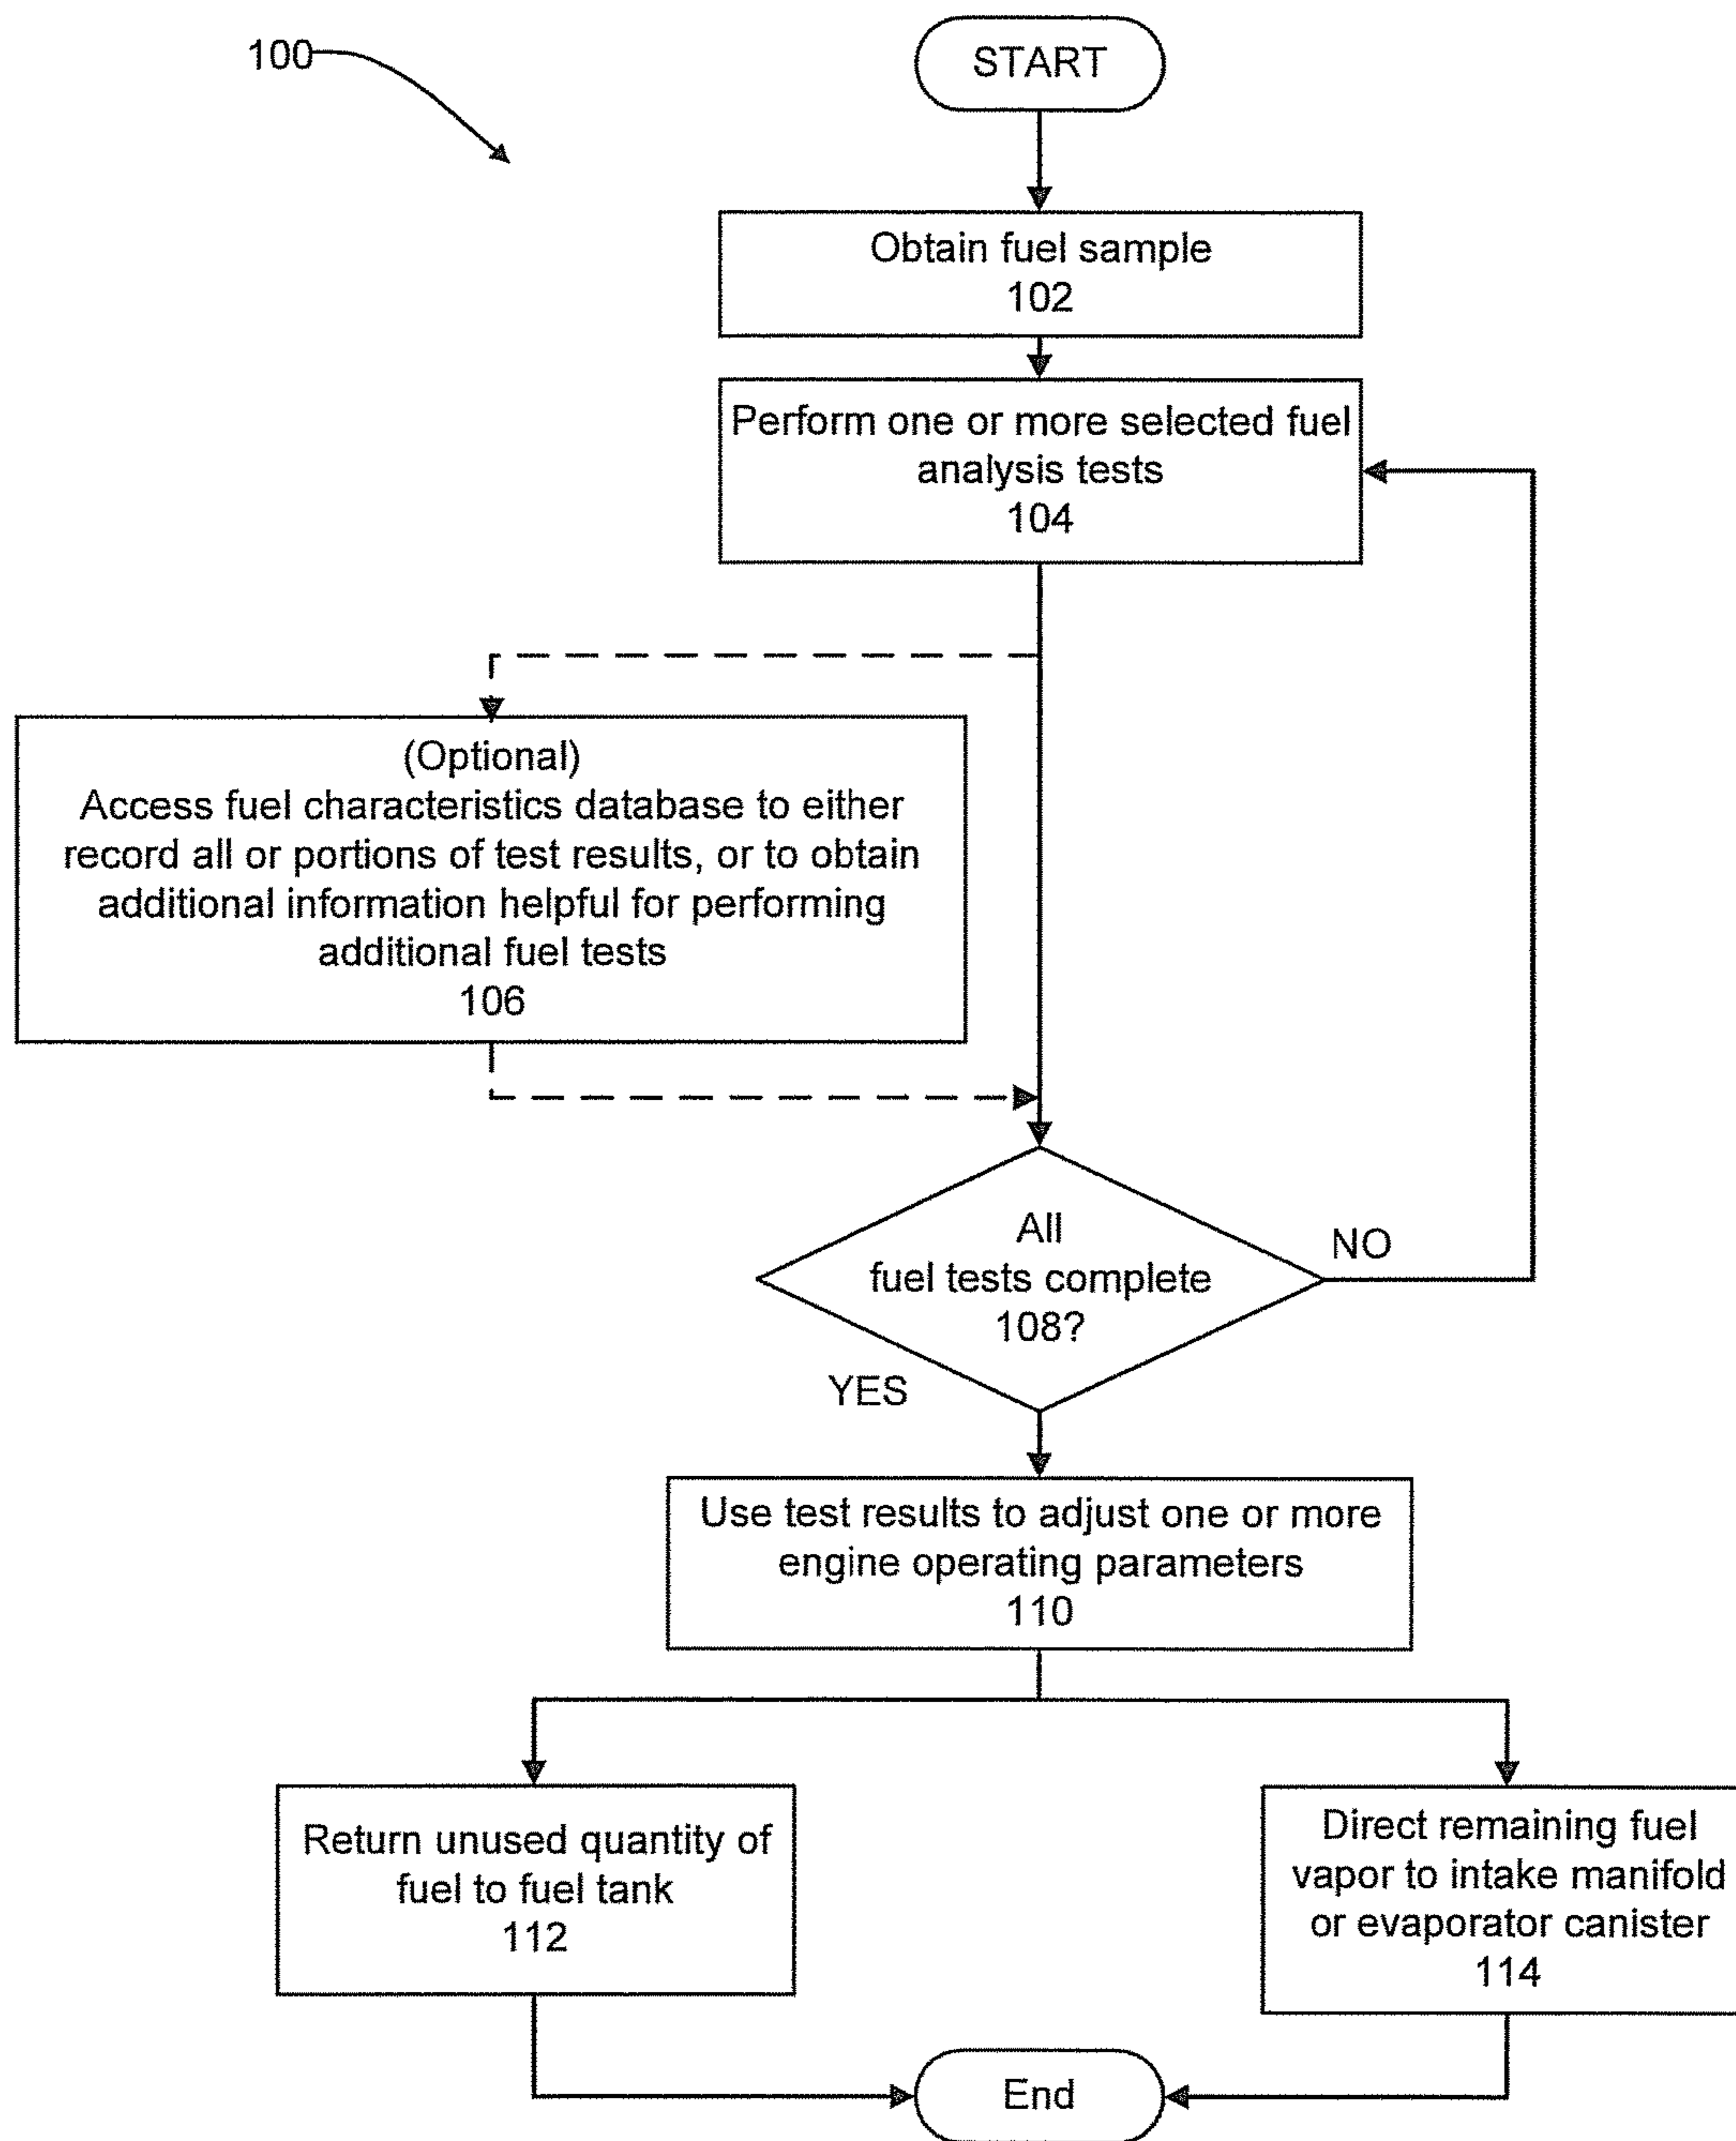 100
START
Obtain fuel sample
102
Perform one or more selected fuel
analysis tests
104
(Optional)
Access fuel characteristics database to either
record all or portions of test results, or to obtain
additional information helpful for performing
additional fuel tests
106
All
fuel tests complete
108?
NO
YES
Use test results to adjust one or more
engine operating parameters
110
Return unused quantity of
fuel to fuel tank
112
Direct remaining fuel
vapor to intake manifold
or evaporator canister
114
End